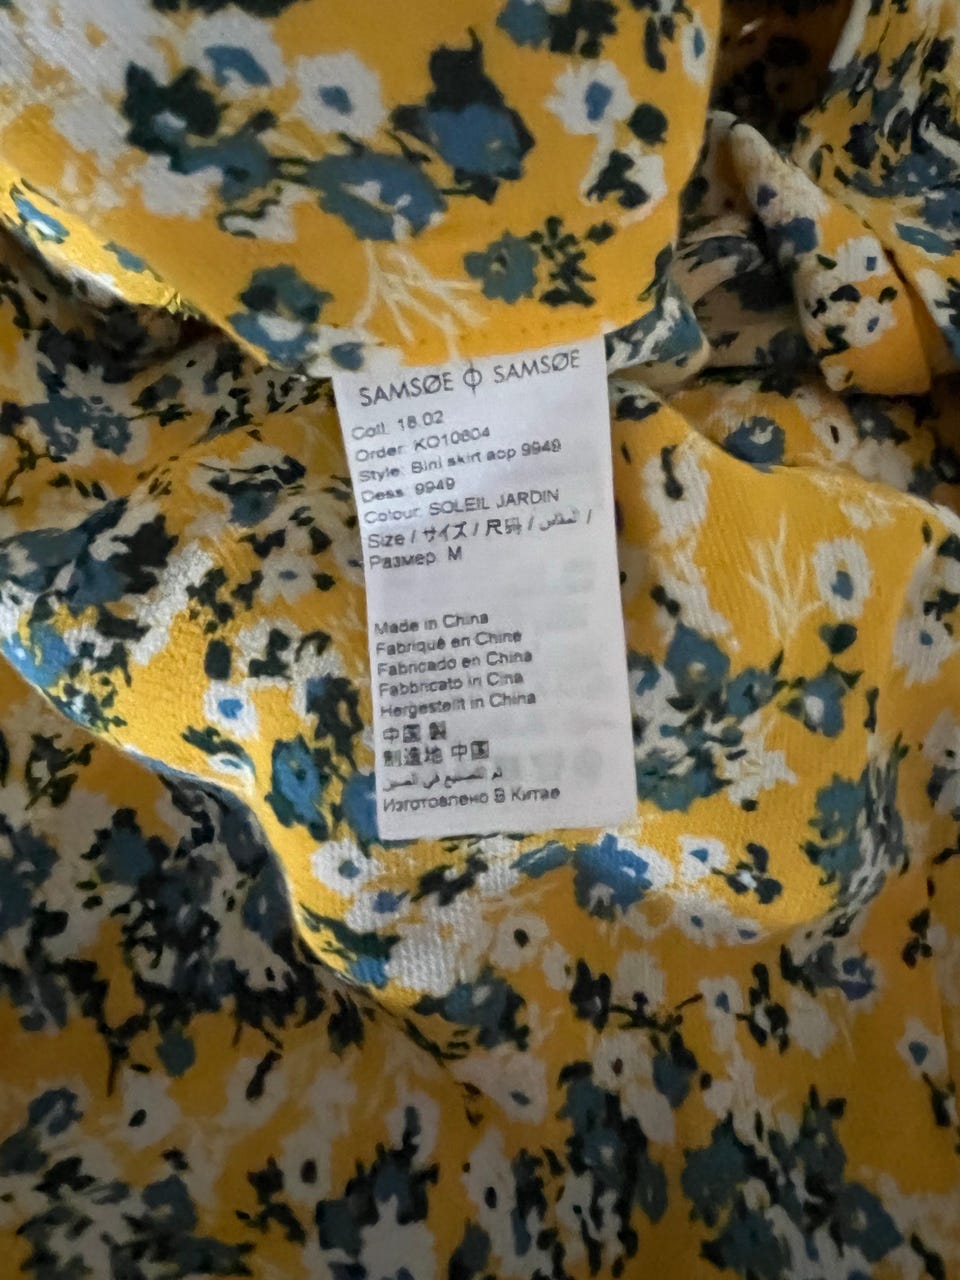 SAMSØE Φ SAMSØE
Coll: 18.02
Order: KO10604
Style: Bini skirt aop 9949
Dess: 9949
Colour: SOLEIL JARDIN
Size / サイズ / 尺码 / المقاس /
Размер: M
Made in China
Fabriqué en Chine
Fabricado en China
Fabbricato in Cina
Hergestellt in China
中国 製
制造地 中国
تم التصنيع في الصين
Изготовлено В Китае